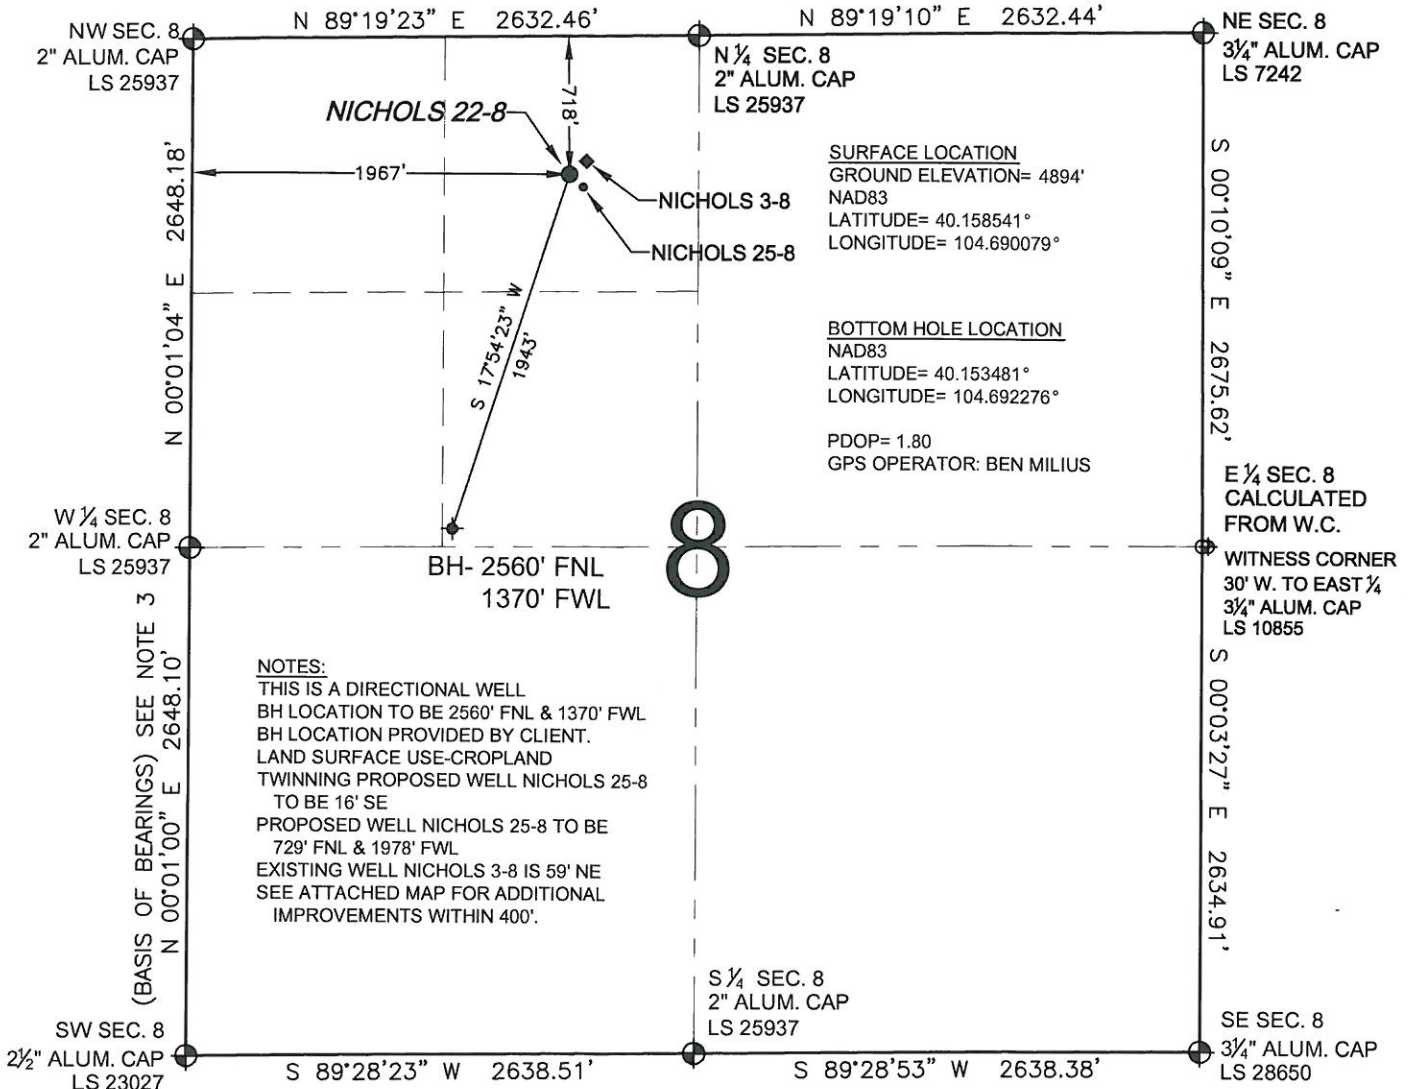 N 89°19'23" E 2632.46'
N 89°19'10" E 2632.44'
NW SEC. 8
2" ALUM. CAP
LS 25937
N ¼ SEC. 8
2" ALUM. CAP
LS 25937
NE SEC. 8
3¼" ALUM. CAP
LS 7242
718'
NICHOLS 22-8
1967'
NICHOLS 3-8
NICHOLS 25-8
SURFACE LOCATION
GROUND ELEVATION= 4894'
NAD83
LATITUDE= 40.158541°
LONGITUDE= 104.690079°
N 00°01'04" E 2648.18'
S 00°10'09" E 2675.62'
S 17°54'23" W
1943'
BOTTOM HOLE LOCATION
NAD83
LATITUDE= 40.153481°
LONGITUDE= 104.692276°
PDOP= 1.80
GPS OPERATOR: BEN MILIUS
W ¼ SEC. 8
2" ALUM. CAP
LS 25937
8
BH- 2560' FNL
1370' FWL
E ¼ SEC. 8
CALCULATED
FROM W.C.
WITNESS CORNER
30' W. TO EAST ¼
3¼" ALUM. CAP
LS 10855
(BASIS OF BEARINGS) SEE NOTE 3
N 00°01'00" E 2648.10'
NOTES:
THIS IS A DIRECTIONAL WELL
BH LOCATION TO BE 2560' FNL & 1370' FWL
BH LOCATION PROVIDED BY CLIENT.
LAND SURFACE USE-CROPLAND
TWINNING PROPOSED WELL NICHOLS 25-8
TO BE 16' SE
PROPOSED WELL NICHOLS 25-8 TO BE
729' FNL & 1978' FWL
EXISTING WELL NICHOLS 3-8 IS 59' NE
SEE ATTACHED MAP FOR ADDITIONAL
IMPROVEMENTS WITHIN 400'.
S 00°03'27" E 2634.91'
SW SEC. 8
2½" ALUM. CAP
LS 23027
S ¼ SEC. 8
2" ALUM. CAP
LS 25937
SE SEC. 8
3¼" ALUM. CAP
LS 28650
S 89°28'23" W 2638.51'
S 89°28'53" W 2638.38'